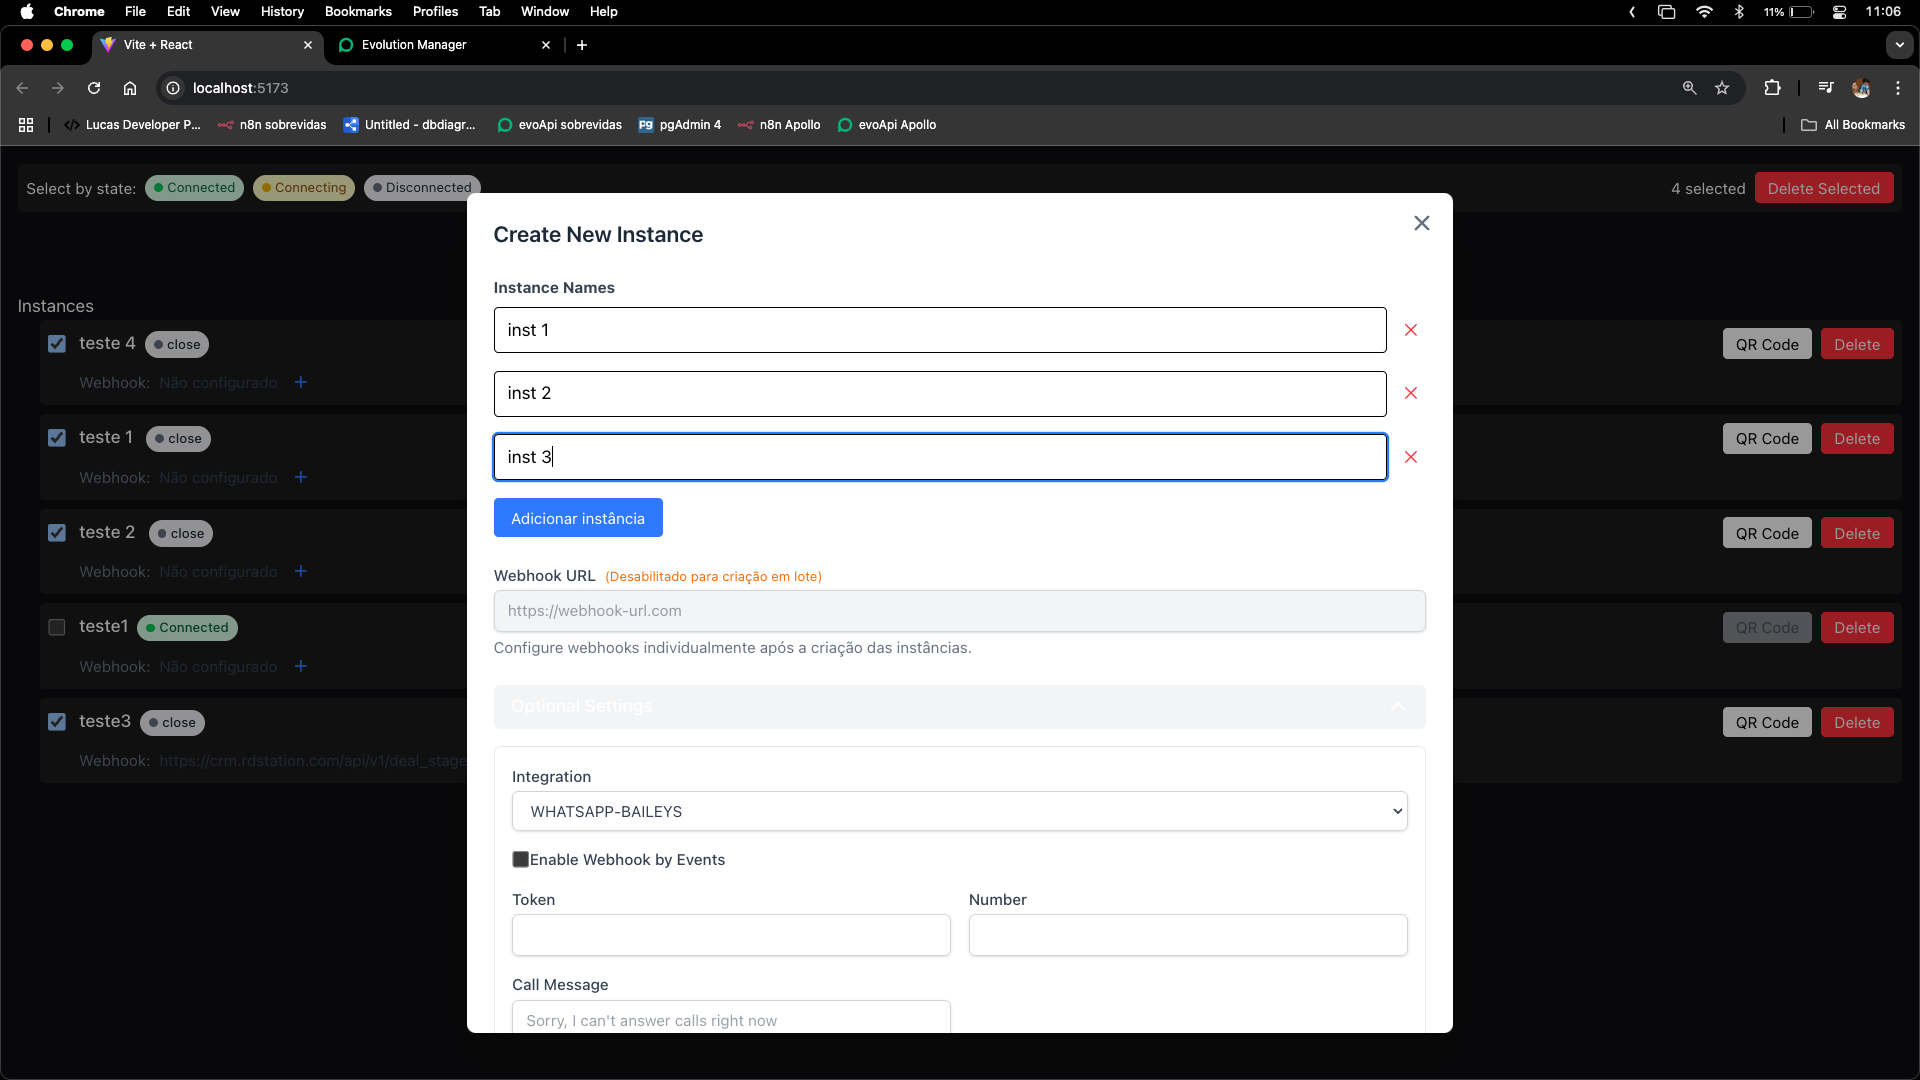 Chrome File Edit View History Bookmarks Profiles Tab Window Help 11% 11:06
Vite + React Evolution Manager
localhost:5173
Lucas Developer P... n8n sobrevidas Untitled - dbdiagr... evoApi sobrevidas pgAdmin 4 n8n Apollo evoApi Apollo All Bookmarks
Select by state: Connected Connecting Disconnected 4 selected Delete Selected
Create New Instance
Instance Names
inst 1
inst 2
inst 3
Adicionar instância
Webhook URL (Desabilitado para criação em lote)
https://webhook-url.com
Configure webhooks individualmente após a criação das instâncias.
Optional Settings
Integration
WHATSAPP-BAILEYS
Enable Webhook by Events
Token Number
Call Message
Sorry, I can't answer calls right now
Instances
teste 4 close QR Code Delete
Webhook: Não configurado +
teste 1 close QR Code Delete
Webhook: Não configurado +
teste 2 close QR Code Delete
Webhook: Não configurado +
teste1 Connected QR Code Delete
Webhook: Não configurado +
teste3 close QR Code Delete
Webhook: https://crm.rdstation.com/api/v1/deal_stage